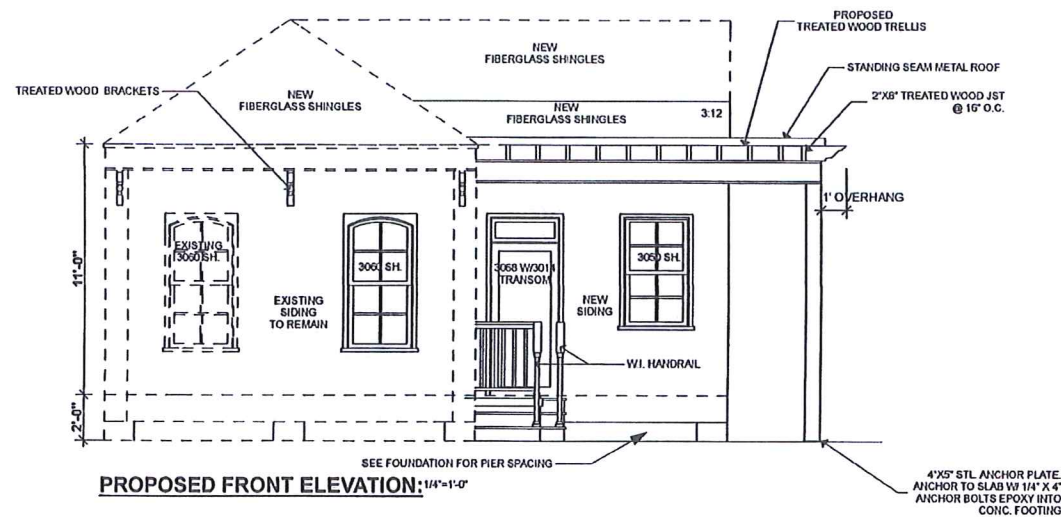 PROPOSED
TREATED WOOD TRELLIS
NEW
FIBERGLASS SHINGLES
STANDING SEAM METAL ROOF
TREATED WOOD BRACKETS
NEW
FIBERGLASS SHINGLES
2"X8" TREATED WOOD JST
@ 16" O.C.
NEW
FIBERGLASS SHINGLES
3:12
1' OVERHANG
EXISTING
3060 SH.
3060 SH.
3068 W/3014
TRANSOM
3050 SH.
11'-0"
EXISTING
SIDING
TO REMAIN
NEW
SIDING
W.I. HANDRAIL
2'-0"
SEE FOUNDATION FOR PIER SPACING
PROPOSED FRONT ELEVATION: 1/4"=1'-0"
4"X5" STL. ANCHOR PLATE.
ANCHOR TO SLAB W/ 1/4" X 4"
ANCHOR BOLTS EPOXY INTO
CONC. FOOTING